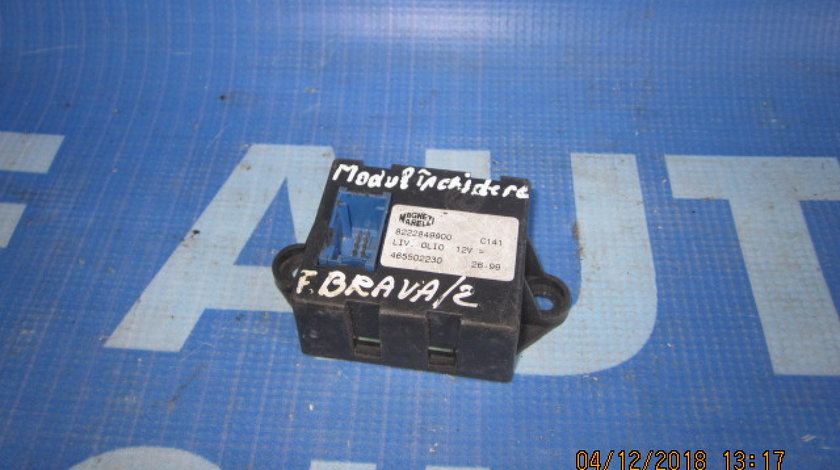 Modul închidere
MAGNETI
MARELLI
8222849900 C141
LIV. OLIO 12V =
465502230 26-99
F. BRAVA/2
AUT
04/12/2018 13:17